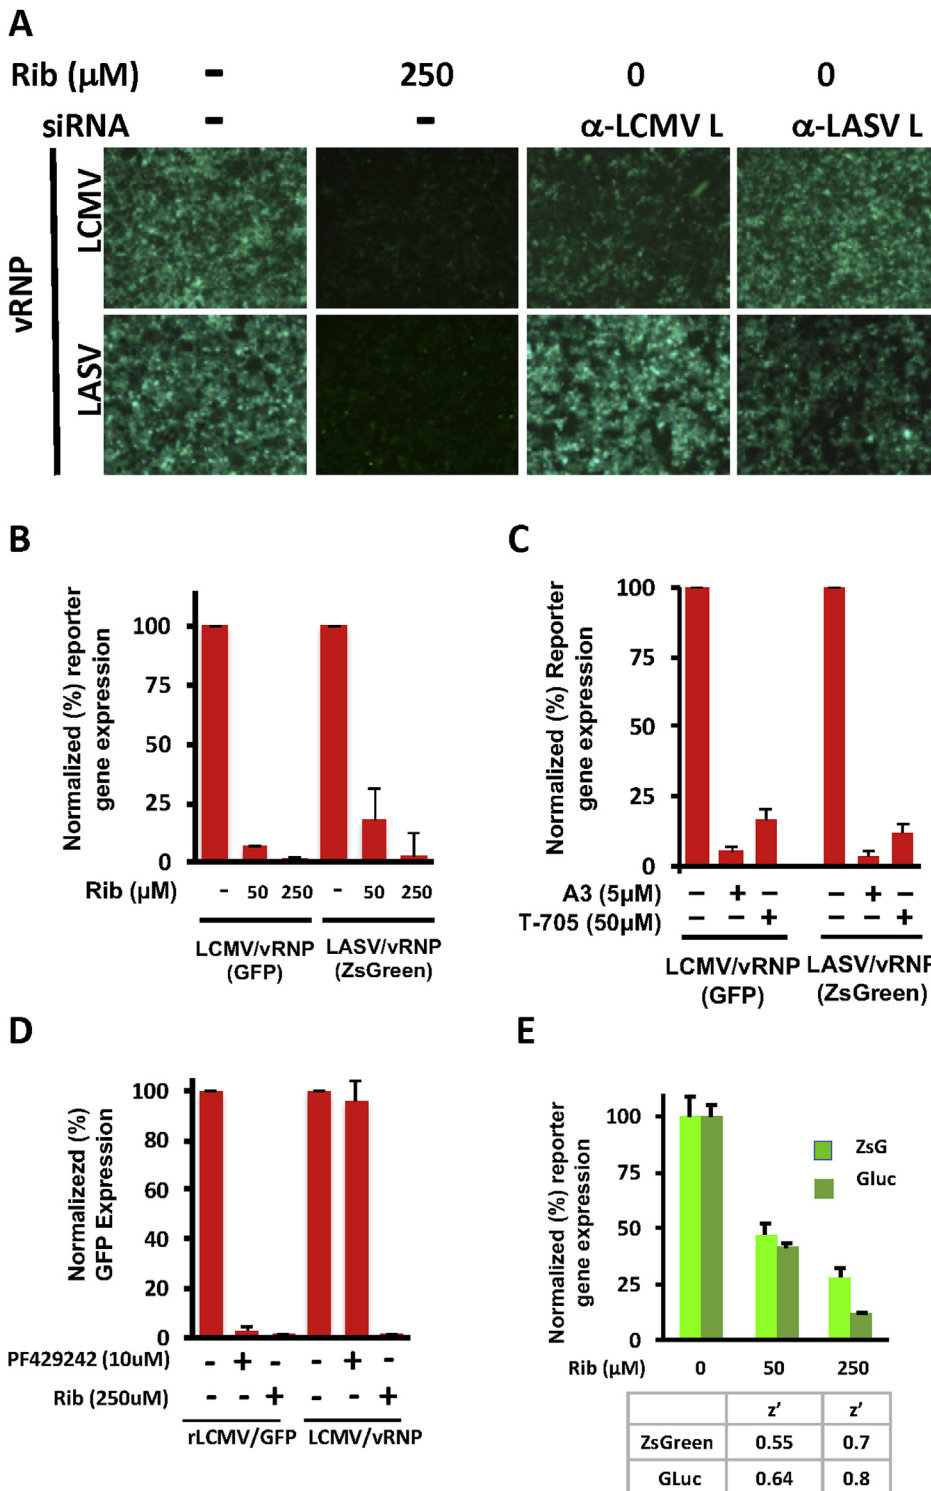 A
Rib (µM) – 250 0 0
siRNA – – α-LCMV L α-LASV L
vRNP
LCMV
LASV
B
Normalized (%) reporter
gene expression
100
75
50
25
0
Rib (µM) – 50 250 – 50 250
LCMV/vRNP LASV/vRNP
(GFP) (ZsGreen)
C
Normalized (%) Reporter
gene expression
100
75
50
25
0
A3 (5µM) – + – – + –
T-705 (50µM) – – + – – +
LCMV/vRNP LASV/vRNP
(GFP) (ZsGreen)
D
Normalizezd (%)
GFP Expression
100
80
60
40
20
0
PF429242 (10uM) – + – – + –
Rib (250uM) – – + – – +
rLCMV/GFP LCMV/vRNP
E
Normalized (%) reporter
gene expression
100
75
50
25
0
ZsG
Gluc
Rib (µM) 0 50 250
z’ z’
ZsGreen 0.55 0.7
GLuc 0.64 0.8